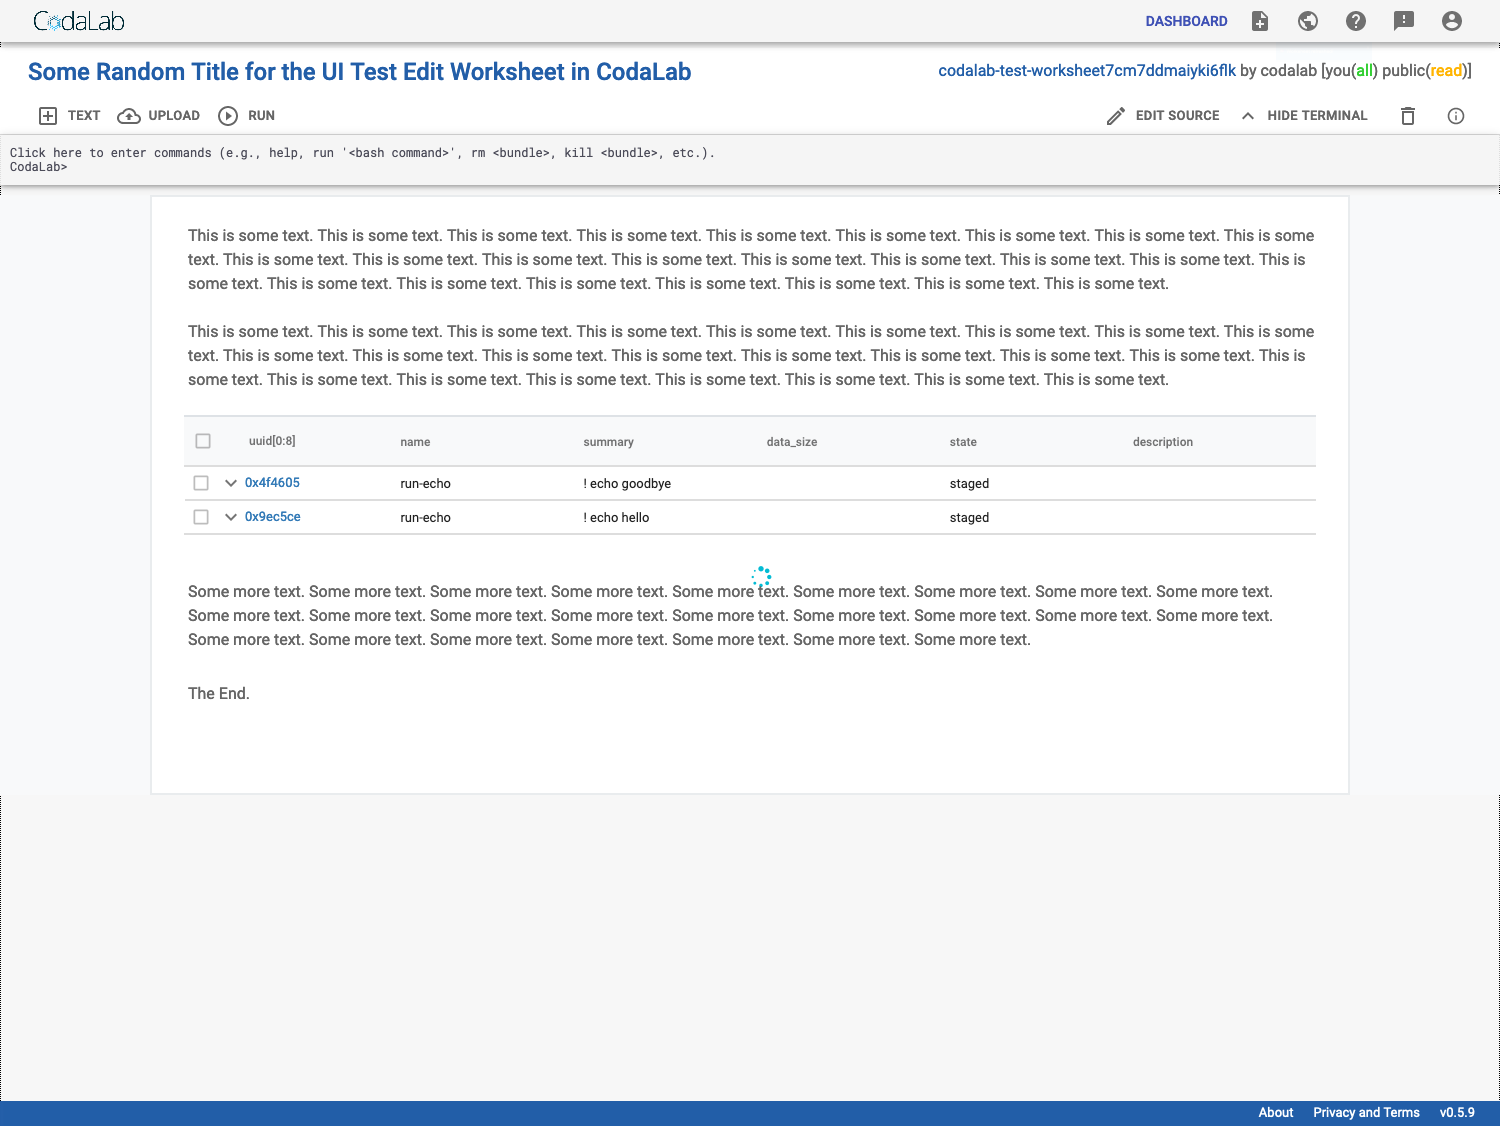 CodaLab
DASHBOARD
Some Random Title for the UI Test Edit Worksheet in CodaLab
codalab-test-worksheet7cm7ddmaiyki6flk by codalab [you(all) public(read)]
TEXT UPLOAD RUN
EDIT SOURCE HIDE TERMINAL
Click here to enter commands (e.g., help, run '<bash command>', rm <bundle>, kill <bundle>, etc.).
CodaLab>
This is some text. This is some text. This is some text. This is some text. This is some text. This is some text. This is some text. This is some text. This is some
text. This is some text. This is some text. This is some text. This is some text. This is some text. This is some text. This is some text. This is some text. This is
some text. This is some text. This is some text. This is some text. This is some text. This is some text. This is some text. This is some text.
This is some text. This is some text. This is some text. This is some text. This is some text. This is some text. This is some text. This is some text. This is some
text. This is some text. This is some text. This is some text. This is some text. This is some text. This is some text. This is some text. This is some text. This is
some text. This is some text. This is some text. This is some text. This is some text. This is some text. This is some text. This is some text.
uuid[0:8] name summary data_size state description
0x4f4605 run-echo ! echo goodbye staged
0x9ec5ce run-echo ! echo hello staged
Some more text. Some more text. Some more text. Some more text. Some more text. Some more text. Some more text. Some more text. Some more text.
Some more text. Some more text. Some more text. Some more text. Some more text. Some more text. Some more text. Some more text. Some more text.
Some more text. Some more text. Some more text. Some more text. Some more text. Some more text. Some more text.
The End.
About Privacy and Terms v0.5.9